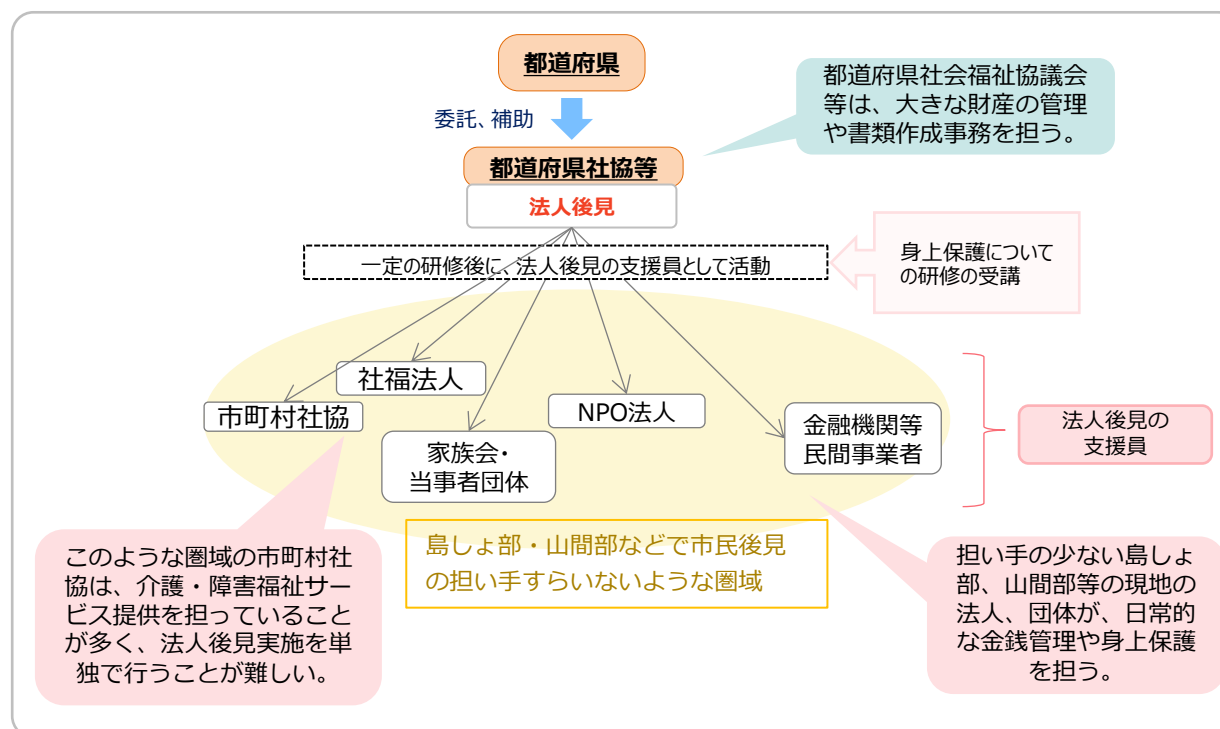 都道府県
都道府県社会福祉協議会
等は、大きな財産の管理
や書類作成事務を担う。
委託、補助
都道府県社協等
法人後見
一定の研修後に、法人後見の支援員として活動
身上保護について
の研修の受講
社福法人
市町村社協
NPO法人
家族会・
当事者団体
金融機関等
民間事業者
法人後見の
支援員
島しょ部・山間部などで市民後見
の担い手すらいないような圏域
このような圏域の市町村社
協は、介護・障害福祉サー
ビス提供を担っていること
が多く、法人後見実施を単
独で行うことが難しい。
担い手の少ない島しょ
部、山間部等の現地の
法人、団体が、日常的
な金銭管理や身上保護
を担う。